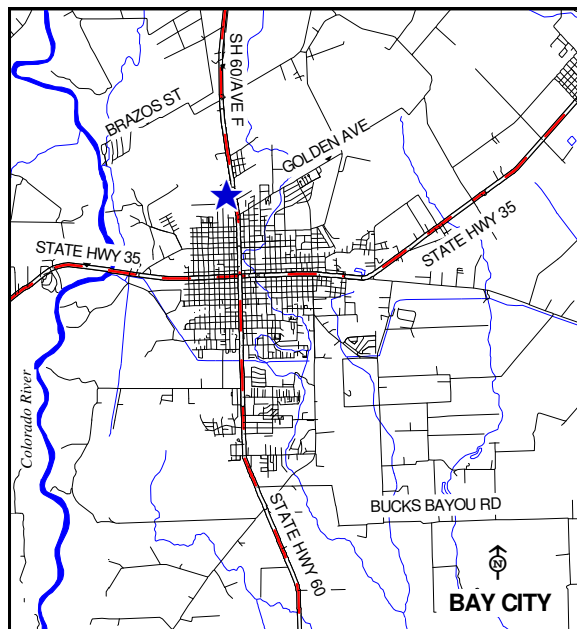 SH 60/AVE F
BRAZOS ST
GOLDEN AVE
STATE HWY 35
STATE HWY 35
Colorado River
BUCKS BAYOU RD
STATE HWY 60
N
BAY CITY